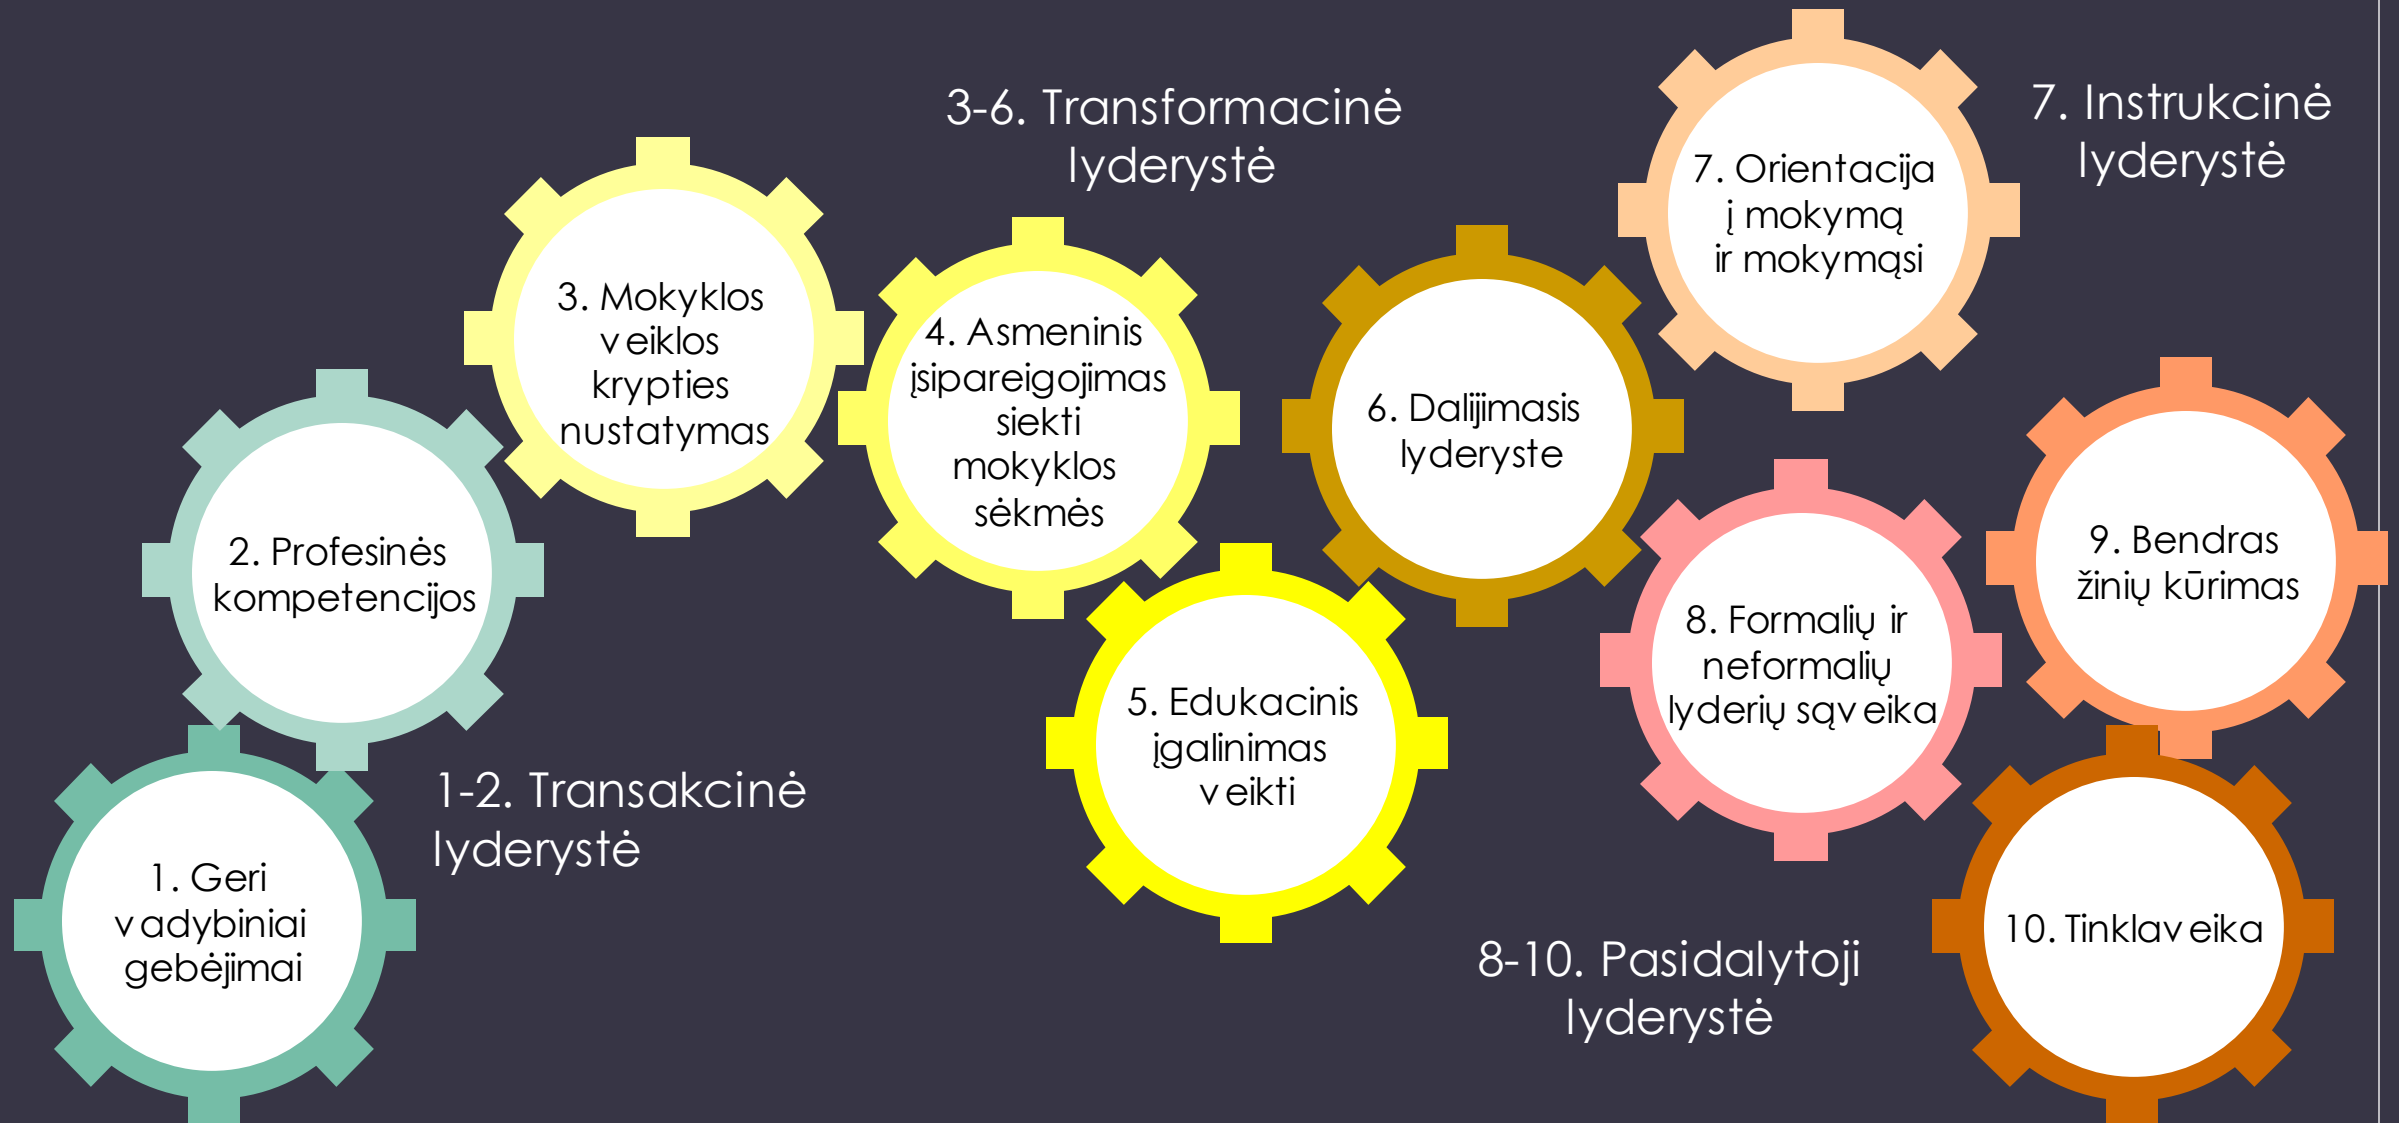 1. Geri
vadybiniai
gebėjimai
2. Profesinės
kompetencijos
1-2. Transakcinė
lyderystė
3. Mokyklos
veiklos
krypties
nustatymas
4. Asmeninis
įsipareigojimas
siekti
mokyklos
sėkmės
5. Edukacinis
įgalinimas
veikti
6. Dalijimasis
lyderyste
3-6. Transformacinė
lyderystė
7. Orientacija
į mokymą
ir mokymąsi
7. Instrukcinė
lyderystė
8. Formalių ir
neformalių
lyderių sąveika
9. Bendras
žinių kūrimas
10. Tinklaveika
8-10. Pasidalytoji
lyderystė